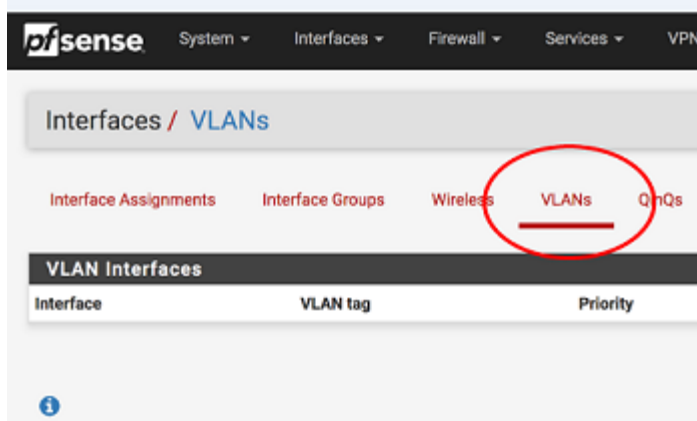 pfsense System Interfaces Firewall Services VPN
Interfaces / VLANs
Interface Assignments Interface Groups Wireless VLANs QinQs
VLAN Interfaces
Interface VLAN tag Priority